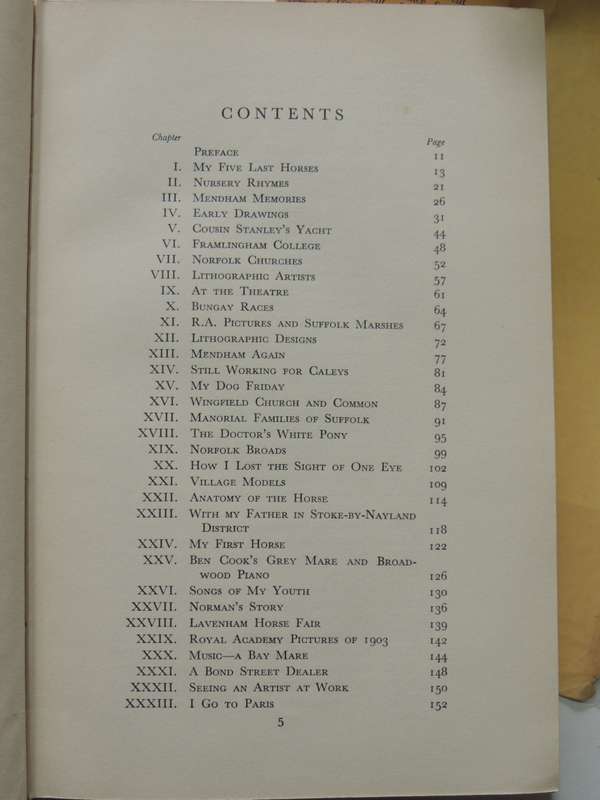 CONTENTS
Chapter Page
PREFACE 11
I. MY FIVE LAST HORSES 13
II. NURSERY RHYMES 21
III. MENDHAM MEMORIES 26
IV. EARLY DRAWINGS 31
V. COUSIN STANLEY'S YACHT 44
VI. FRAMLINGHAM COLLEGE 48
VII. NORFOLK CHURCHES 52
VIII. LITHOGRAPHIC ARTISTS 57
IX. AT THE THEATRE 61
X. BUNGAY RACES 64
XI. R.A. PICTURES AND SUFFOLK MARSHES 67
XII. LITHOGRAPHIC DESIGNS 72
XIII. MENDHAM AGAIN 77
XIV. STILL WORKING FOR CALEYS 81
XV. MY DOG FRIDAY 84
XVI. WINGFIELD CHURCH AND COMMON 87
XVII. MANORIAL FAMILIES OF SUFFOLK 91
XVIII. THE DOCTOR'S WHITE PONY 95
XIX. NORFOLK BROADS 99
XX. HOW I LOST THE SIGHT OF ONE EYE 102
XXI. VILLAGE MODELS 109
XXII. ANATOMY OF THE HORSE 114
XXIII. WITH MY FATHER IN STOKE-BY-NAYLAND
DISTRICT 118
XXIV. MY FIRST HORSE 122
XXV. BEN COOK'S GREY MARE AND BROAD-
WOOD PIANO 126
XXVI. SONGS OF MY YOUTH 130
XXVII. NORMAN'S STORY 136
XXVIII. LAVENHAM HORSE FAIR 139
XXIX. ROYAL ACADEMY PICTURES OF 1903 142
XXX. MUSIC—A BAY MARE 144
XXXI. A BOND STREET DEALER 148
XXXII. SEEING AN ARTIST AT WORK 150
XXXIII. I GO TO PARIS 152
5